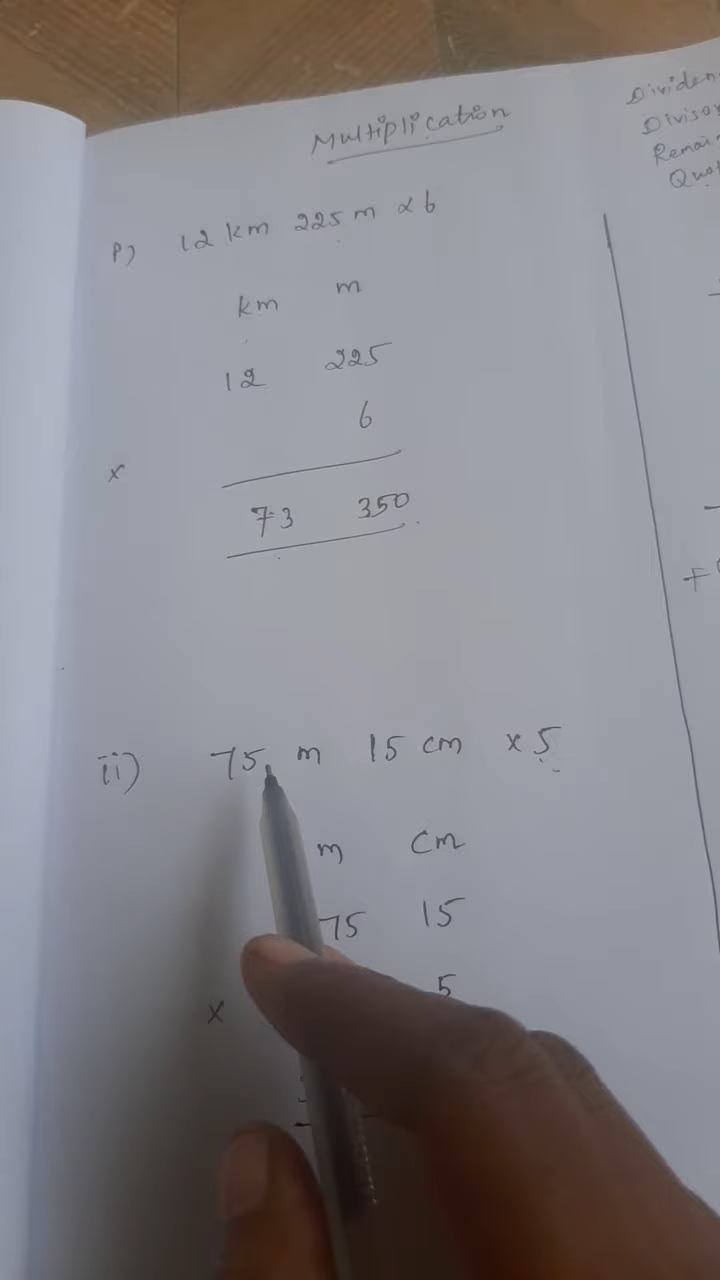 Multiplication
i) 12 km 225 m x 6
km m
12 225
6
x
73 350
ii) 75 m 15 cm x 5
m cm
75 15
5
x